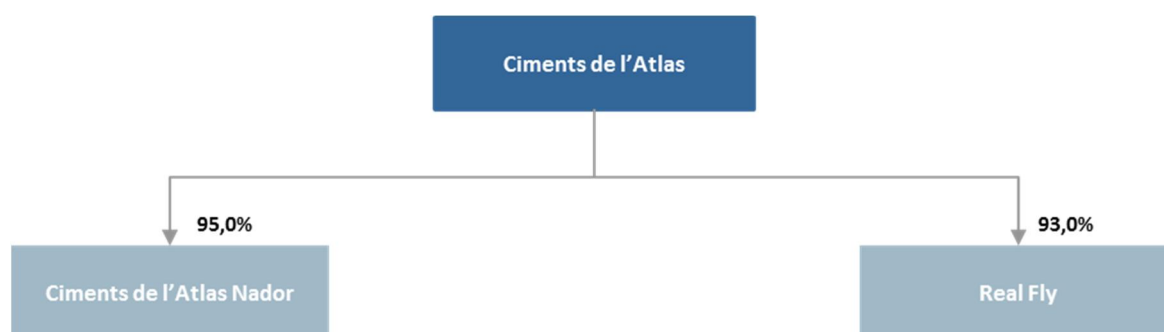 Ciments de l’Atlas
95,0%
93,0%
Ciments de l’Atlas Nador
Real Fly